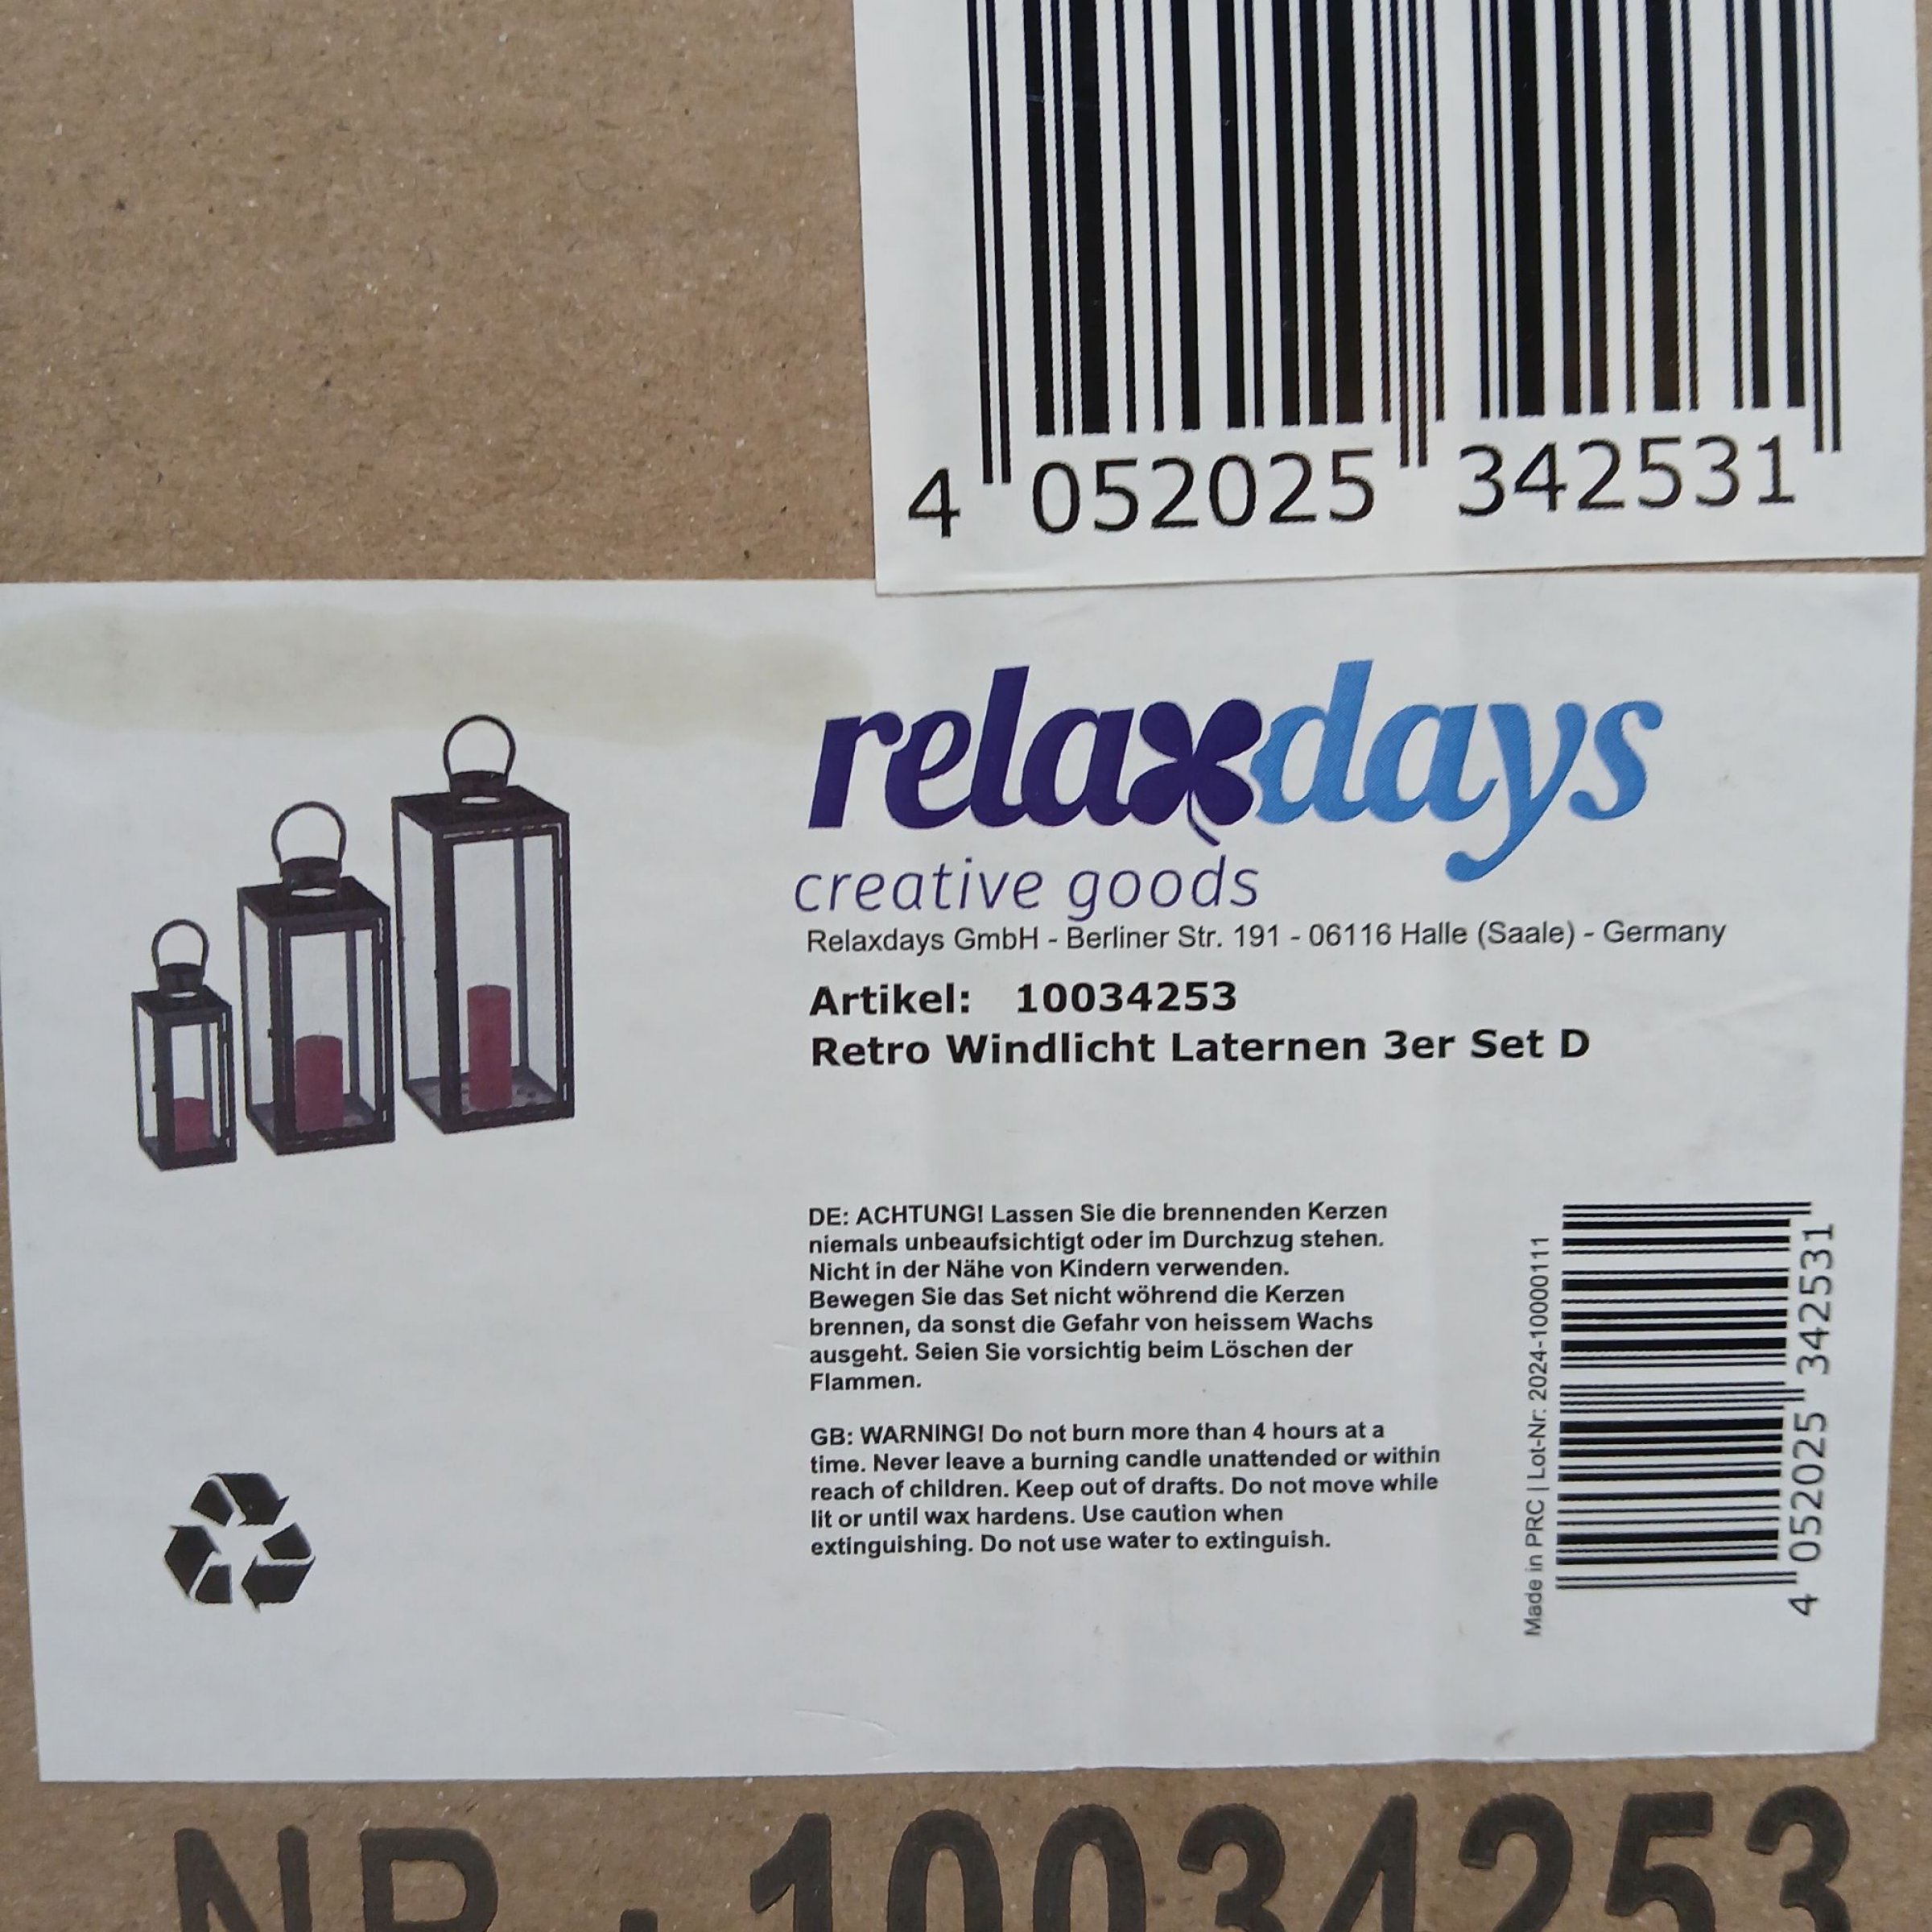 4 052025 342531
relaxdays
creative goods
Relaxdays GmbH - Berliner Str. 191 - 06116 Halle (Saale) - Germany
Artikel: 10034253
Retro Windlicht Laternen 3er Set D
DE: ACHTUNG! Lassen Sie die brennenden Kerzen
niemals unbeaufsichtigt oder im Durchzug stehen.
Nicht in der Nähe von Kindern verwenden.
Bewegen Sie das Set nicht wöhrend die Kerzen
brennen, da sonst die Gefahr von heissem Wachs
ausgeht. Seien Sie vorsichtig beim Löschen der
Flammen.
GB: WARNING! Do not burn more than 4 hours at a
time. Never leave a burning candle unattended or within
reach of children. Keep out of drafts. Do not move while
lit or until wax hardens. Use caution when
extinguishing. Do not use water to extinguish.
Made in PRC | Lot-Nr: 2024-10000111
4 052025 342531
NR.: 10034253